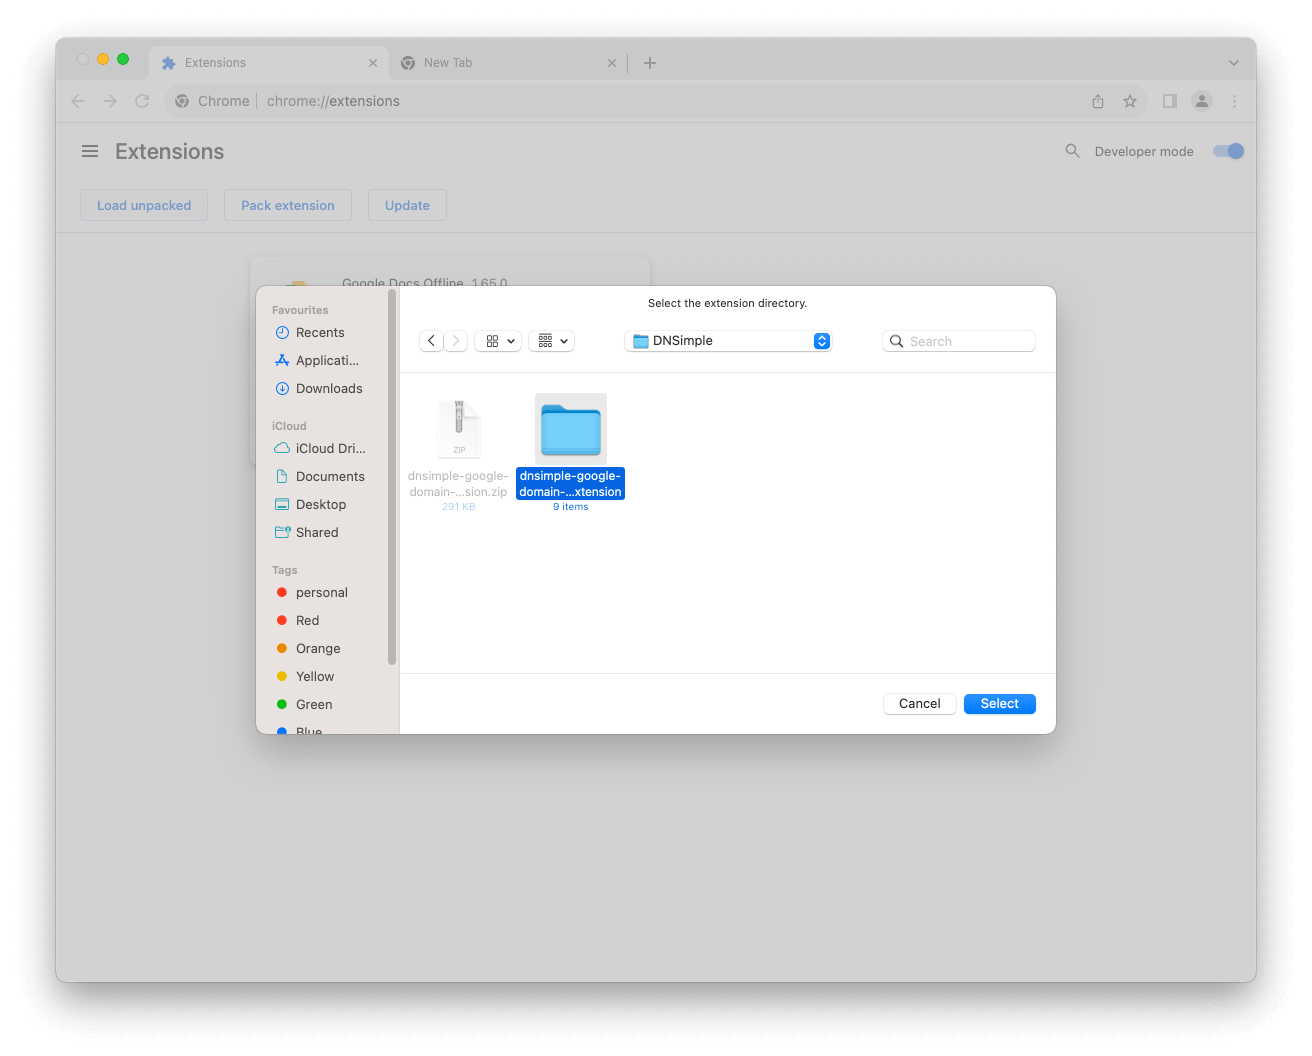 Extensions
New Tab
Chrome
chrome://extensions
Extensions
Developer mode
Load unpacked
Pack extension
Update
Google Docs Offline 1.65.0
Select the extension directory.
Favourites
Recents
Applicati...
Downloads
iCloud
iCloud Dri...
Documents
Desktop
Shared
Tags
personal
Red
Orange
Yellow
Green
Blue
DNSimple
Search
ZIP
dnsimple-google-
domain-...sion.zip
291 KB
dnsimple-google-
domain-...xtension
9 items
Cancel
Select